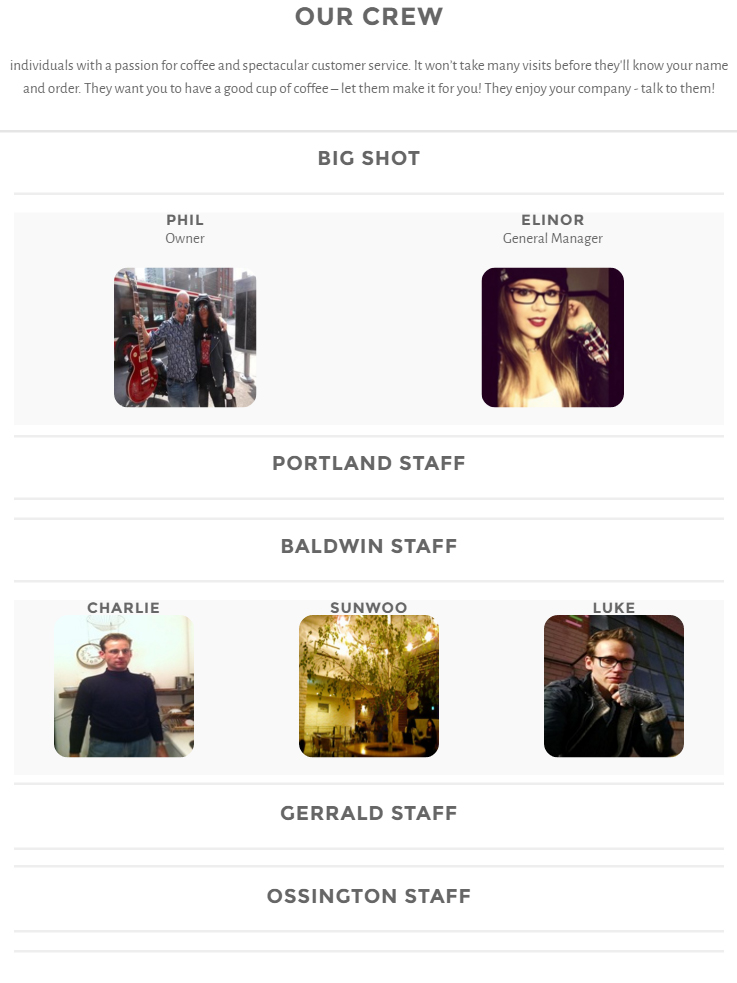 OUR CREW
individuals with a passion for coffee and spectacular customer service. It won't take many visits before they'll know your name
and order. They want you to have a good cup of coffee – let them make it for you! They enjoy your company - talk to them!
BIG SHOT
PHIL
Owner
ELINOR
General Manager
PORTLAND STAFF
BALDWIN STAFF
CHARLIE
SUNWOO
LUKE
GERRALD STAFF
OSSINGTON STAFF